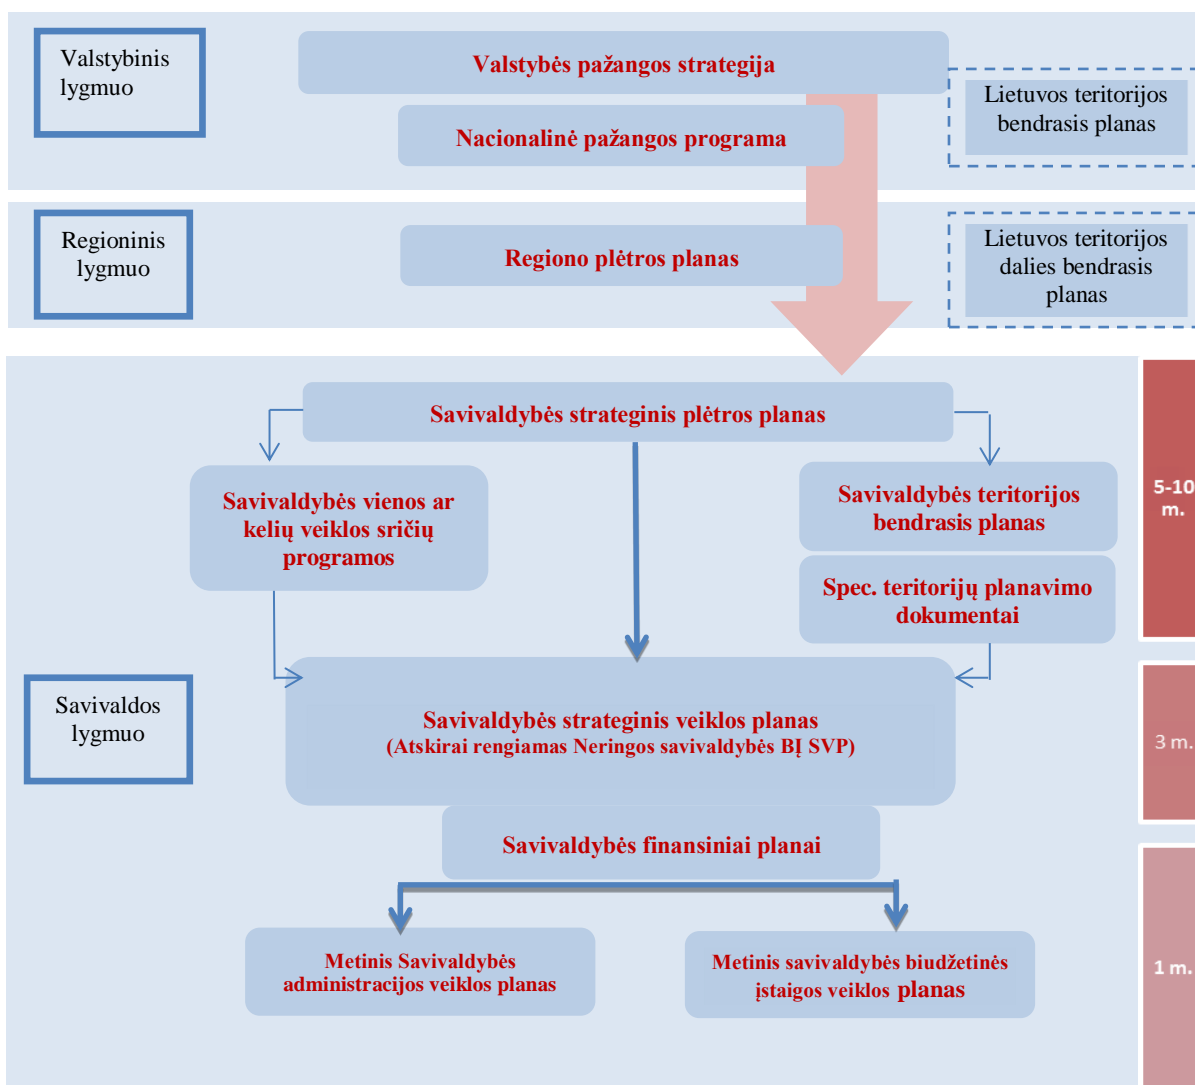 Valstybinis
lygmuo
Valstybės pažangos strategija
Nacionalinė pažangos programa
Lietuvos teritorijos
bendrasis planas
Regioninis
lygmuo
Regiono plėtros planas
Lietuvos teritorijos
dalies bendrasis
planas
Savivaldybės strateginis plėtros planas
Savivaldybės vienos ar
kelių veiklos sričių
programos
Savivaldybės teritorijos
bendrasis planas
Spec. teritorijų planavimo
dokumentai
5-10
m.
Savivaldos
lygmuo
Savivaldybės strateginis veiklos planas
(Atskirai rengiamas Neringos savivaldybės BĮ SVP)
3 m.
Savivaldybės finansiniai planai
Metinis Savivaldybės
administracijos veiklos planas
Metinis savivaldybės biudžetinės
įstaigos veiklos planas
1 m.